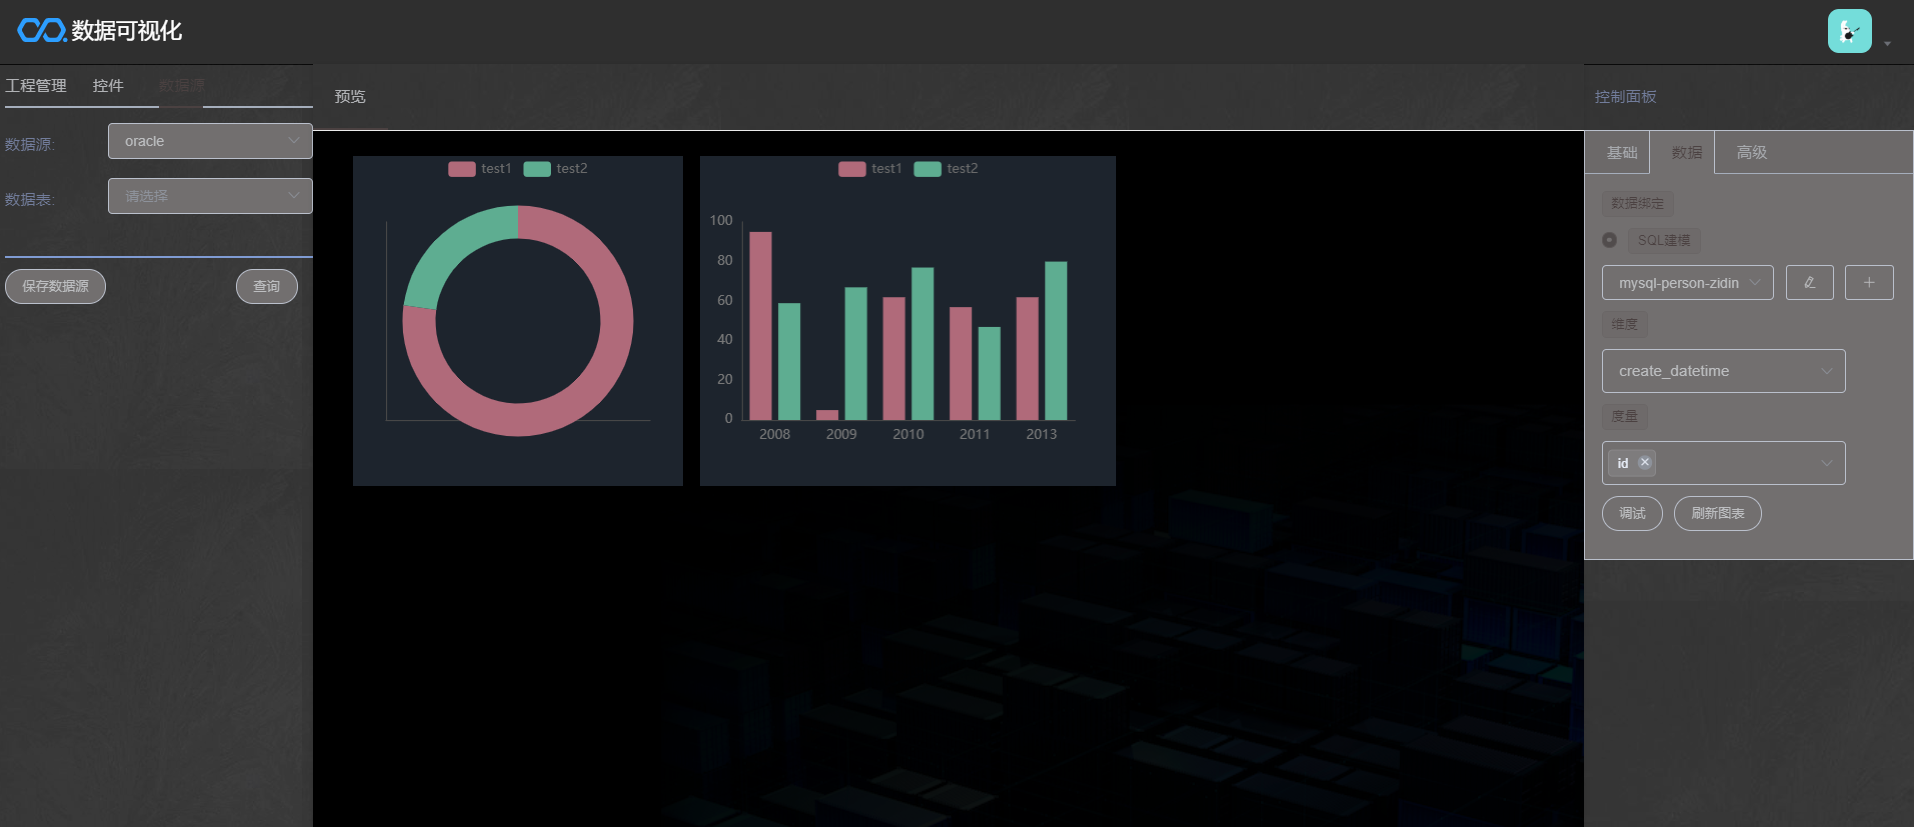 数据可视化
工程管理 控件 数据源
数据源: oracle
数据表: 请选择
保存数据源 查询
预览
test1 test2
test1 test2
100
80
60
40
20
0
2008 2009 2010 2011 2013
控制面板
基础 数据 高级
数据绑定
SQL建模
mysql-person-zidin
维度
create_datetime
度量
id
调试 刷新图表